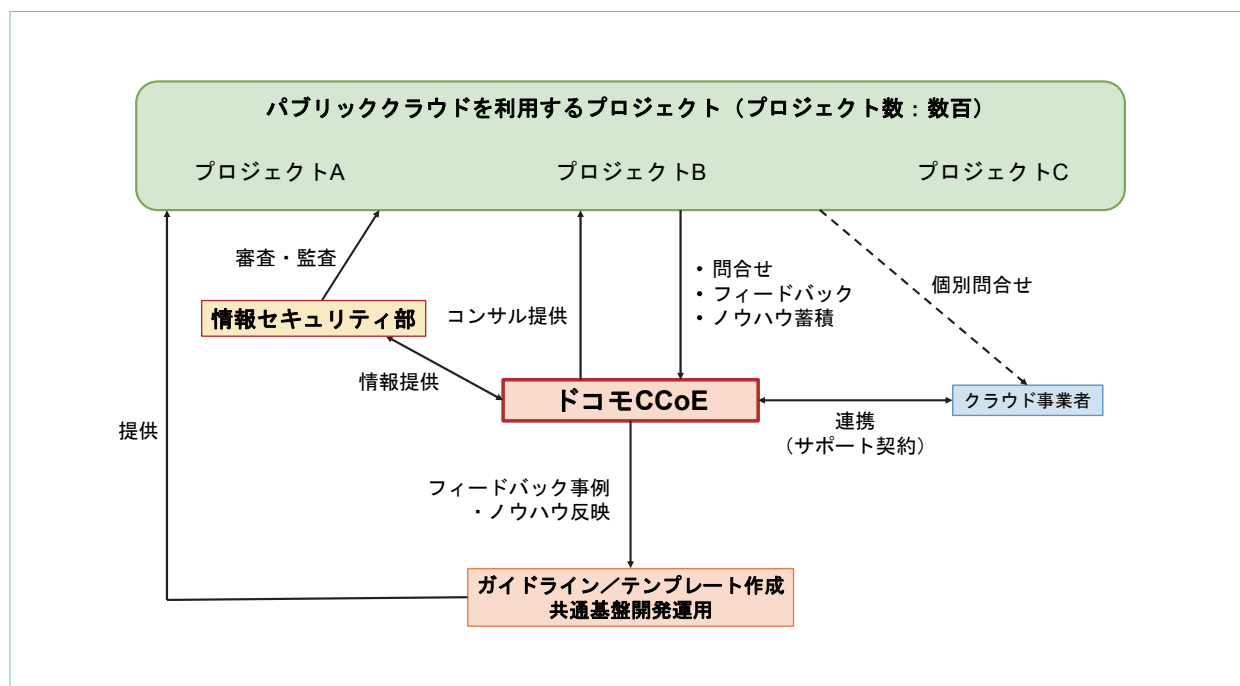 パブリッククラウドを利用するプロジェクト（プロジェクト数：数百）
プロジェクトA
プロジェクトB
プロジェクトC
審査・監査
情報セキュリティ部
コンサル提供
• 問合せ
• フィードバック
• ノウハウ蓄積
個別問合せ
情報提供
ドコモCCoE
クラウド事業者
提供
連携
（サポート契約）
フィードバック事例
・ノウハウ反映
ガイドライン／テンプレート作成
共通基盤開発運用